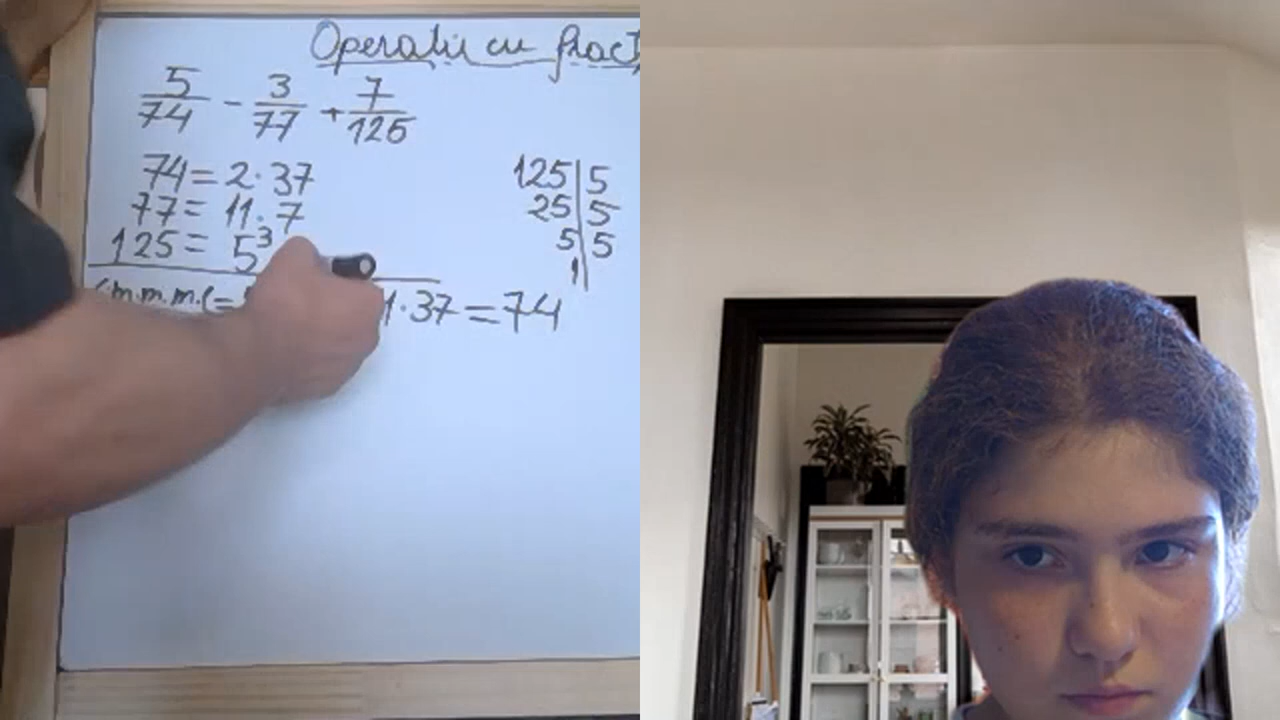 Operatii cu fract
5/74 - 3/77 + 7/125
74 = 2·37
77 = 11·7
125 = 5³
c.m.m.m.c = 11·37 = 74
125|5
25|5
5|5
1|